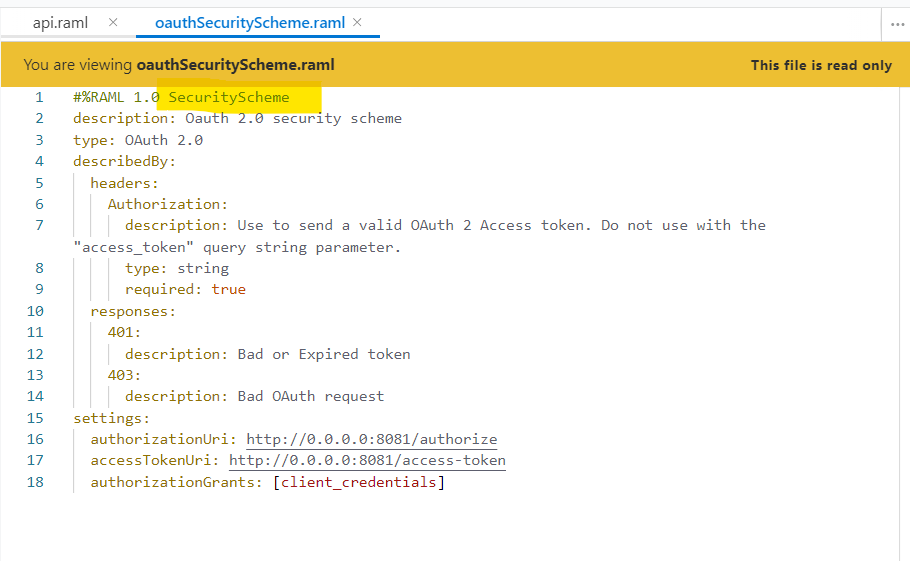 api.raml × oauthSecurityScheme.raml × ...
You are viewing oauthSecurityScheme.raml This file is read only
1 #%RAML 1.0 SecurityScheme
2 description: Oauth 2.0 security scheme
3 type: OAuth 2.0
4 describedBy:
5 headers:
6 Authorization:
7 description: Use to send a valid OAuth 2 Access token. Do not use with the
"access_token" query string parameter.
8 type: string
9 required: true
10 responses:
11 401:
12 description: Bad or Expired token
13 403:
14 description: Bad OAuth request
15 settings:
16 authorizationUri: http://0.0.0.0:8081/authorize
17 accessTokenUri: http://0.0.0.0:8081/access-token
18 authorizationGrants: [client_credentials]